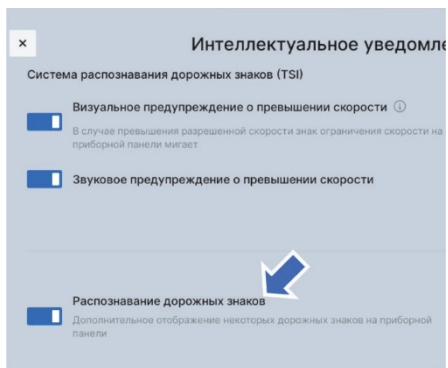 ×
Интеллектуальное уведомле
Система распознавания дорожных знаков (TSI)
Визуальное предупреждение о превышении скорости ⓘ
В случае превышения разрешенной скорости знак ограничения скорости на
приборной панели мигает
Звуковое предупреждение о превышении скорости
Распознавание дорожных знаков
Дополнительное отображение некоторых дорожных знаков на приборной
панели